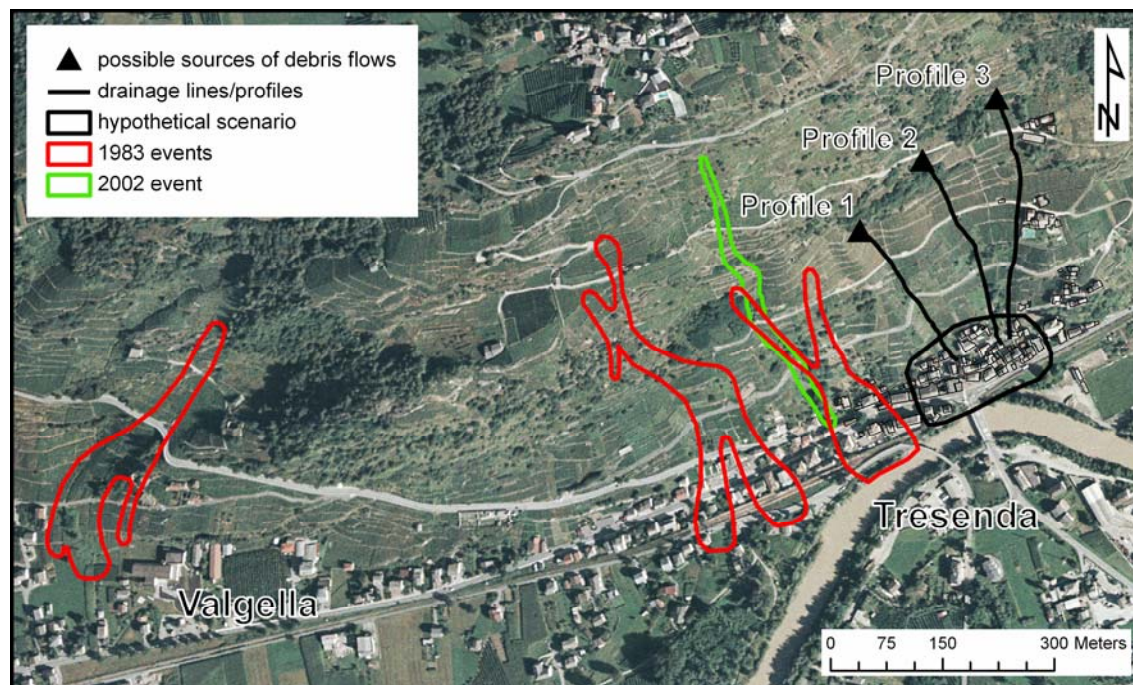 possible sources of debris flows
drainage lines/profiles
hypothetical scenario
1983 events
2002 event
Profile 3
Profile 2
Profile 1
N
Tresenda
Valgella
0 75 150 300 Meters